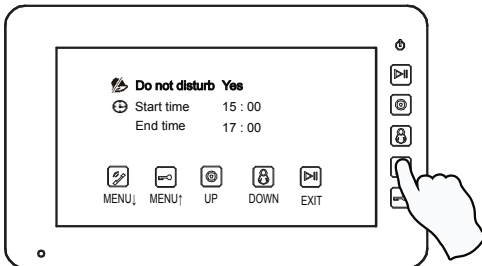 Do not disturb Yes
Start time 15 : 00
End time 17 : 00
MENU↓ MENU↑ UP DOWN EXIT